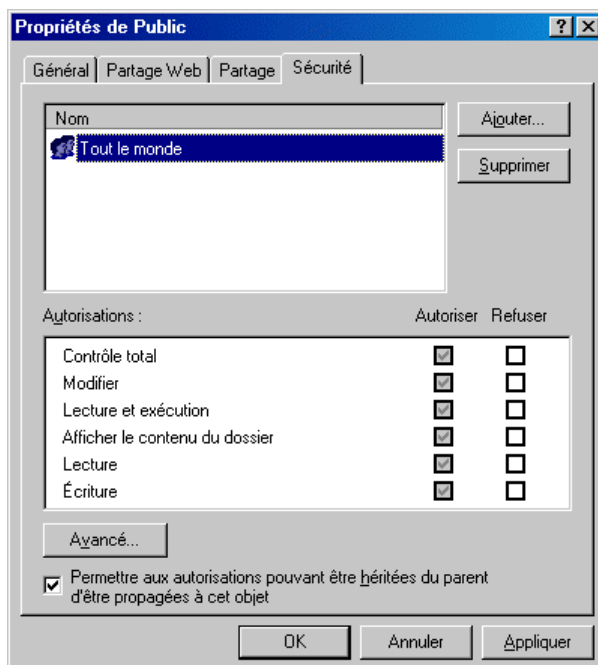 Propriétés de Public
Général Partage Web Partage Sécurité
Nom
Ajouter...
Tout le monde
Supprimer
Autorisations : Autoriser Refuser
Contrôle total
Modifier
Lecture et exécution
Afficher le contenu du dossier
Lecture
Écriture
Avancé...
Permettre aux autorisations pouvant être héritées du parent
d'être propagées à cet objet
OK Annuler Appliquer